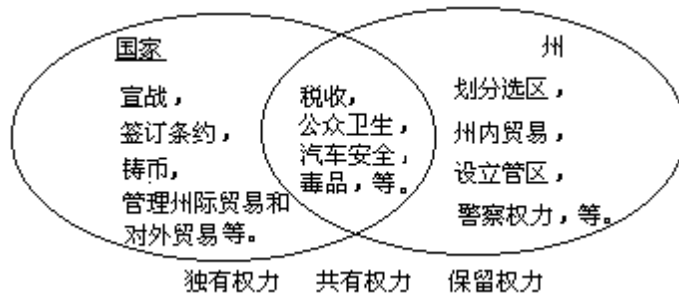 国家
宣战，
签订条约，
铸币，
管理州际贸易和
对外贸易等。
税收，
公众卫生，
汽车安全，
毒品，等。
州
划分选区，
州内贸易，
设立管区，
警察权力，等。
独有权力 共有权力 保留权力